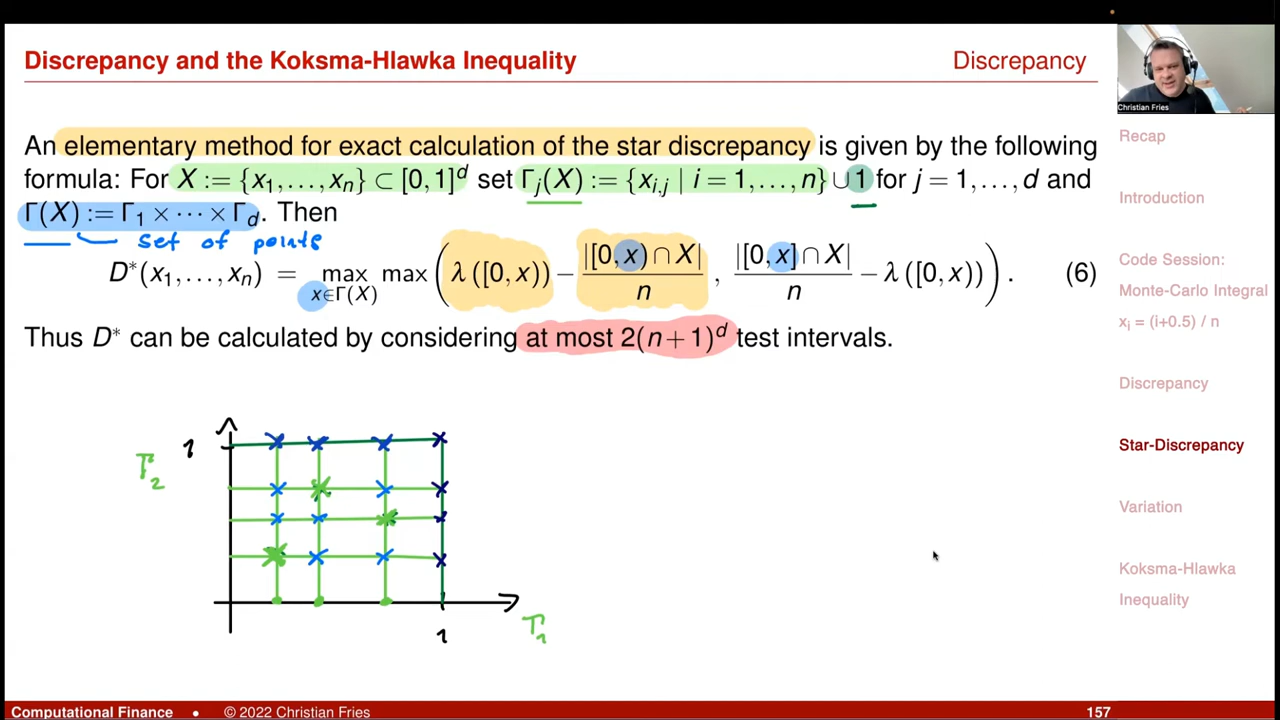 Discrepancy and the Koksma-Hlawka Inequality
Discrepancy
Christian Fries
An elementary method for exact calculation of the star discrepancy is given by the following
formula: For X := {x₁,...,xₙ} ⊂ [0,1]ᵈ set Γⱼ(X) := {xᵢ,ⱼ | i = 1,...,n} ∪ 1 for j = 1,...,d and
Γ(X) := Γ₁ × ··· × Γ_d. Then
set of points
D*(x₁,...,xₙ) = max_{x∈Γ(X)} max ( λ([0,x)) − |[0,x) ∩ X| / n , |[0,x] ∩ X| / n − λ([0,x)) ) . (6)
Thus D* can be calculated by considering at most 2(n+1)ᵈ test intervals.
1
Γ₂
1
Γ₁
Recap
Introduction
Code Session:
Monte-Carlo Integral
xᵢ = (i+0.5) / n
Discrepancy
Star-Discrepancy
Variation
Koksma-Hlawka
Inequality
Computational Finance • © 2022 Christian Fries
157